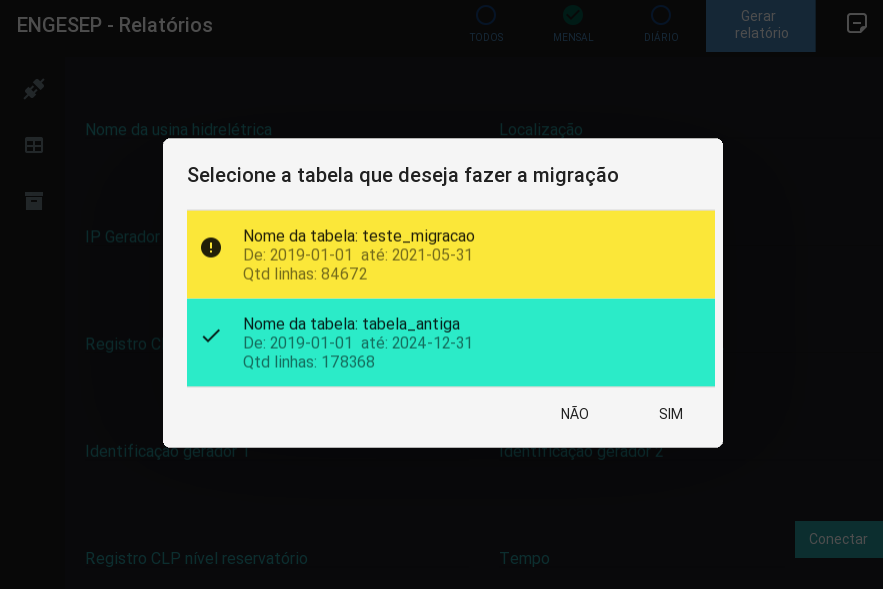 ENGESEP - Relatórios
TODOS
MENSAL
DIÁRIO
Gerar
relatório
Nome da usina hidrelétrica
Localização
Selecione a tabela que deseja fazer a migração
Nome da tabela: teste_migracao
De: 2019-01-01  até: 2021-05-31
Qtd linhas: 84672
IP Gerador
Nome da tabela: tabela_antiga
De: 2019-01-01  até: 2024-12-31
Qtd linhas: 178368
Registro C
NÃO
SIM
Identificação gerador 1
Identificação gerador 2
Conectar
Registro CLP nível reservatório
Tempo